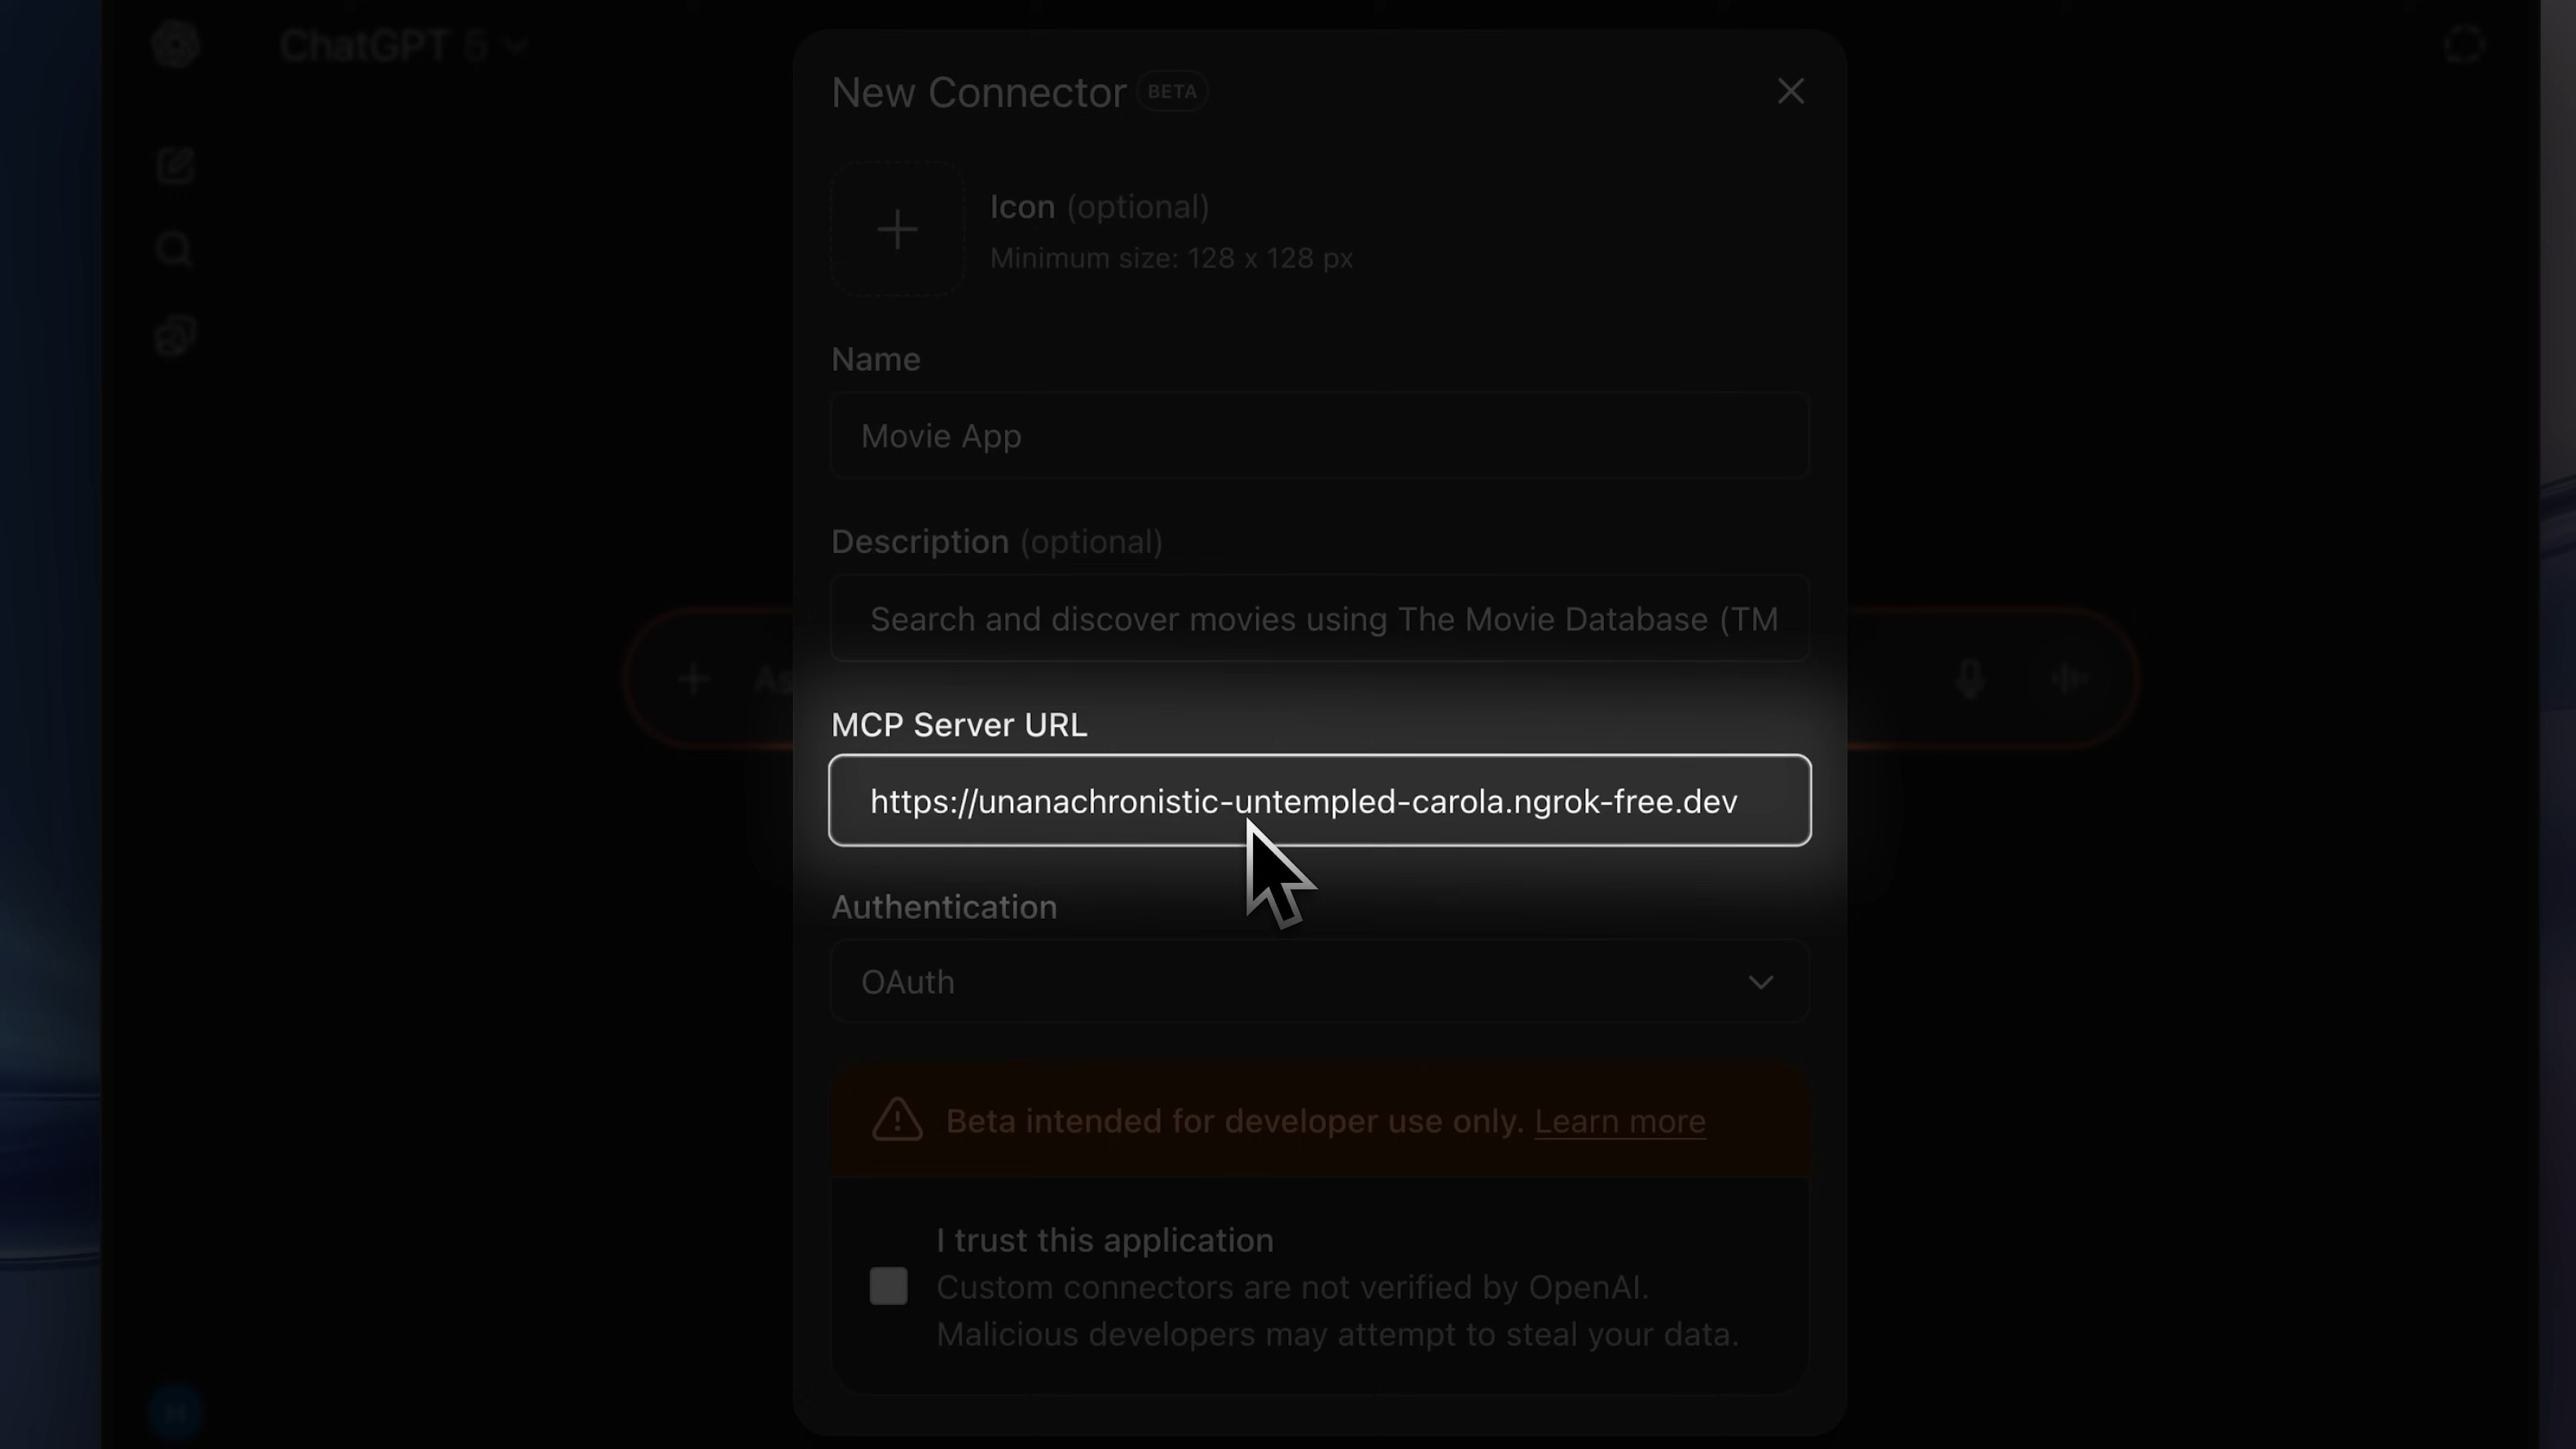 ChatGPT 5
New Connector BETA
Icon (optional)
Minimum size: 128 x 128 px
Name
Movie App
Description (optional)
Search and discover movies using The Movie Database (TM
As
MCP Server URL
https://unanachronistic-untempled-carola.ngrok-free.dev
Authentication
OAuth
Beta intended for developer use only. Learn more
I trust this application
Custom connectors are not verified by OpenAI.
Malicious developers may attempt to steal your data.
H